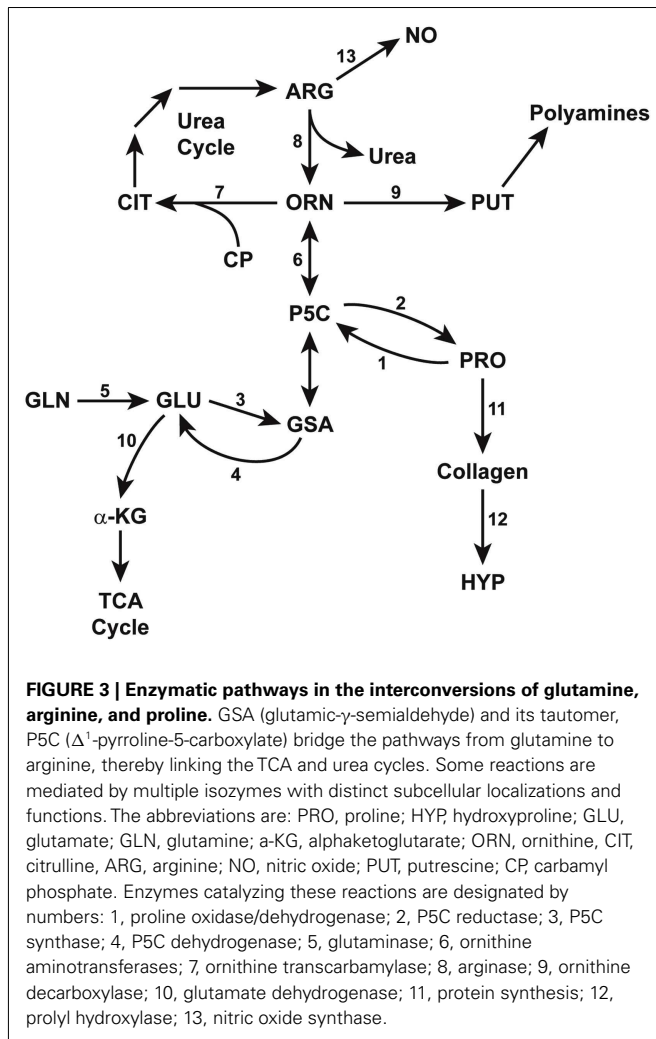 NO
13
ARG
Polyamines
Urea
Cycle
8
Urea
CIT
7
ORN
9
PUT
CP
6
P5C
2
1
PRO
GLN
5
GLU
3
GSA
11
10
4
Collagen
α-KG
12
TCA
Cycle
HYP
FIGURE 3 | Enzymatic pathways in the interconversions of glutamine,
arginine, and proline. GSA (glutamic-γ-semialdehyde) and its tautomer,
P5C (Δ¹-pyrroline-5-carboxylate) bridge the pathways from glutamine to
arginine, thereby linking the TCA and urea cycles. Some reactions are
mediated by multiple isozymes with distinct subcellular localizations and
functions. The abbreviations are: PRO, proline; HYP, hydroxyproline; GLU,
glutamate; GLN, glutamine; a-KG, alphaketoglutarate; ORN, ornithine, CIT,
citrulline, ARG, arginine; NO, nitric oxide; PUT, putrescine; CP, carbamyl
phosphate. Enzymes catalyzing these reactions are designated by
numbers: 1, proline oxidase/dehydrogenase; 2, P5C reductase; 3, P5C
synthase; 4, P5C dehydrogenase; 5, glutaminase; 6, ornithine
aminotransferases; 7, ornithine transcarbamylase; 8, arginase; 9, ornithine
decarboxylase; 10, glutamate dehydrogenase; 11, protein synthesis; 12,
prolyl hydroxylase; 13, nitric oxide synthase.